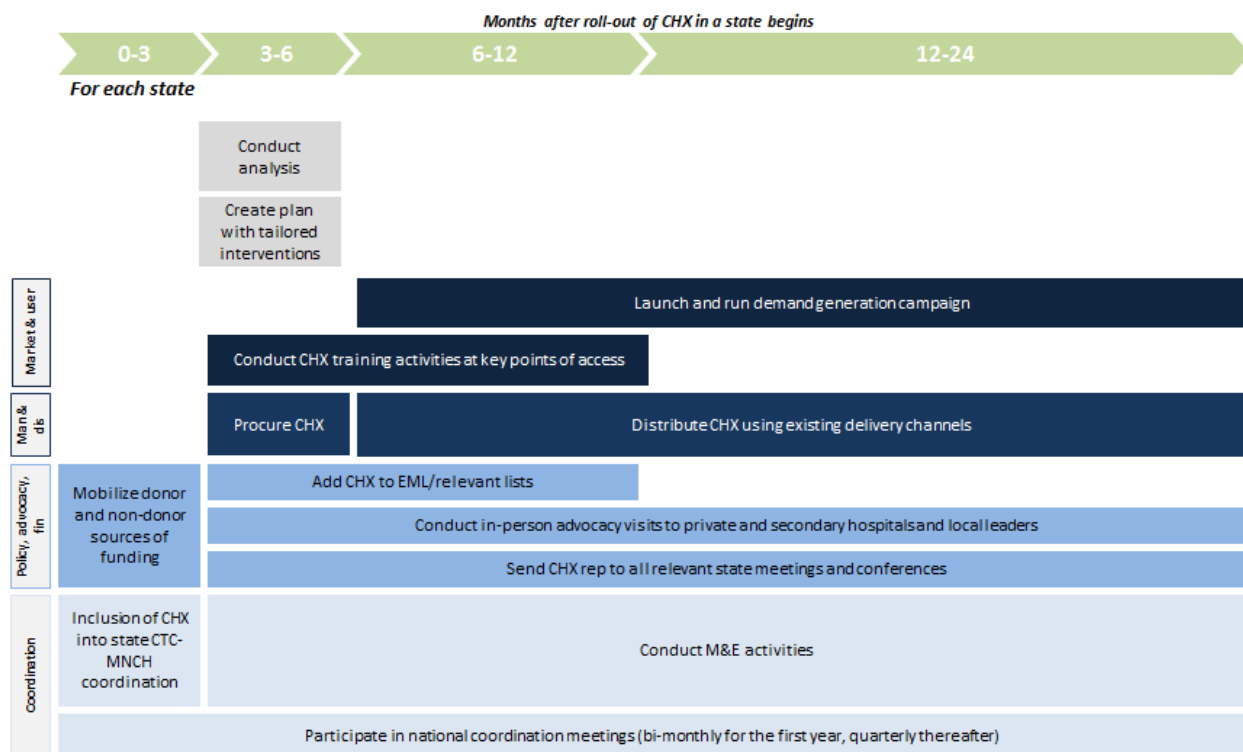 Months after roll-out of CHX in a state begins
0-3
3-6
6-12
12-24
For each state
Conduct
analysis
Create plan
with tailored
interventions
Market & user
Launch and run demand generation campaign
Conduct CHX training activities at key points of access
Man &
dis
Procure CHX
Distribute CHX using existing delivery channels
Policy, advocacy,
fin
Mobilize donor
and non-donor
sources of
funding
Add CHX to EML/relevant lists
Conduct in-person advocacy visits to private and secondary hospitals and local leaders
Send CHX rep to all relevant state meetings and conferences
Coordination
Inclusion of CHX
into state CTC-
MNCH
coordination
Conduct M&E activities
Participate in national coordination meetings (bi-monthly for the first year, quarterly thereafter)